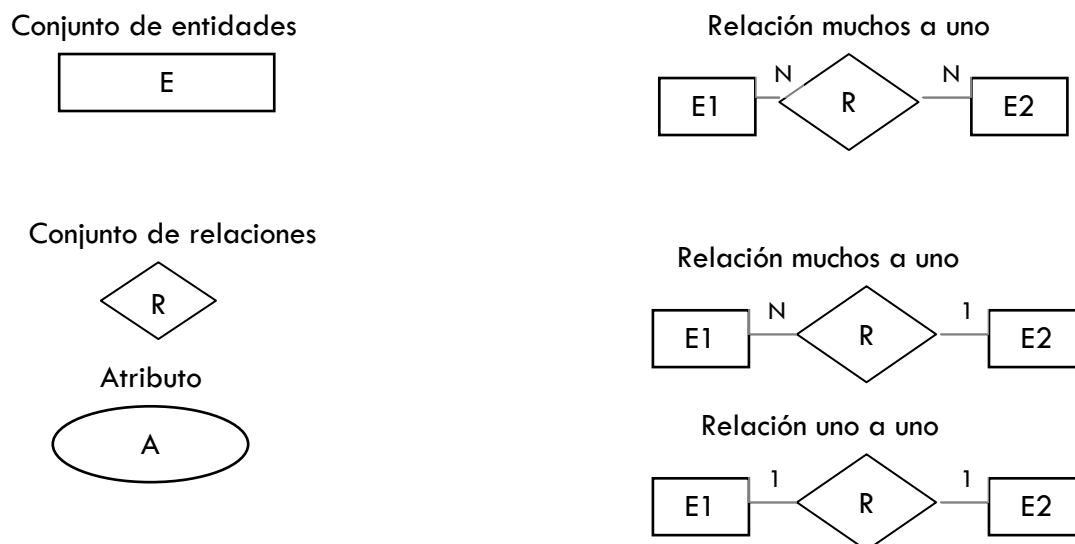 Conjunto de entidades
E
Conjunto de relaciones
R
Atributo
A
Relación muchos a uno
E1 N R N E2
Relación muchos a uno
E1 N R 1 E2
Relación uno a uno
E1 1 R 1 E2